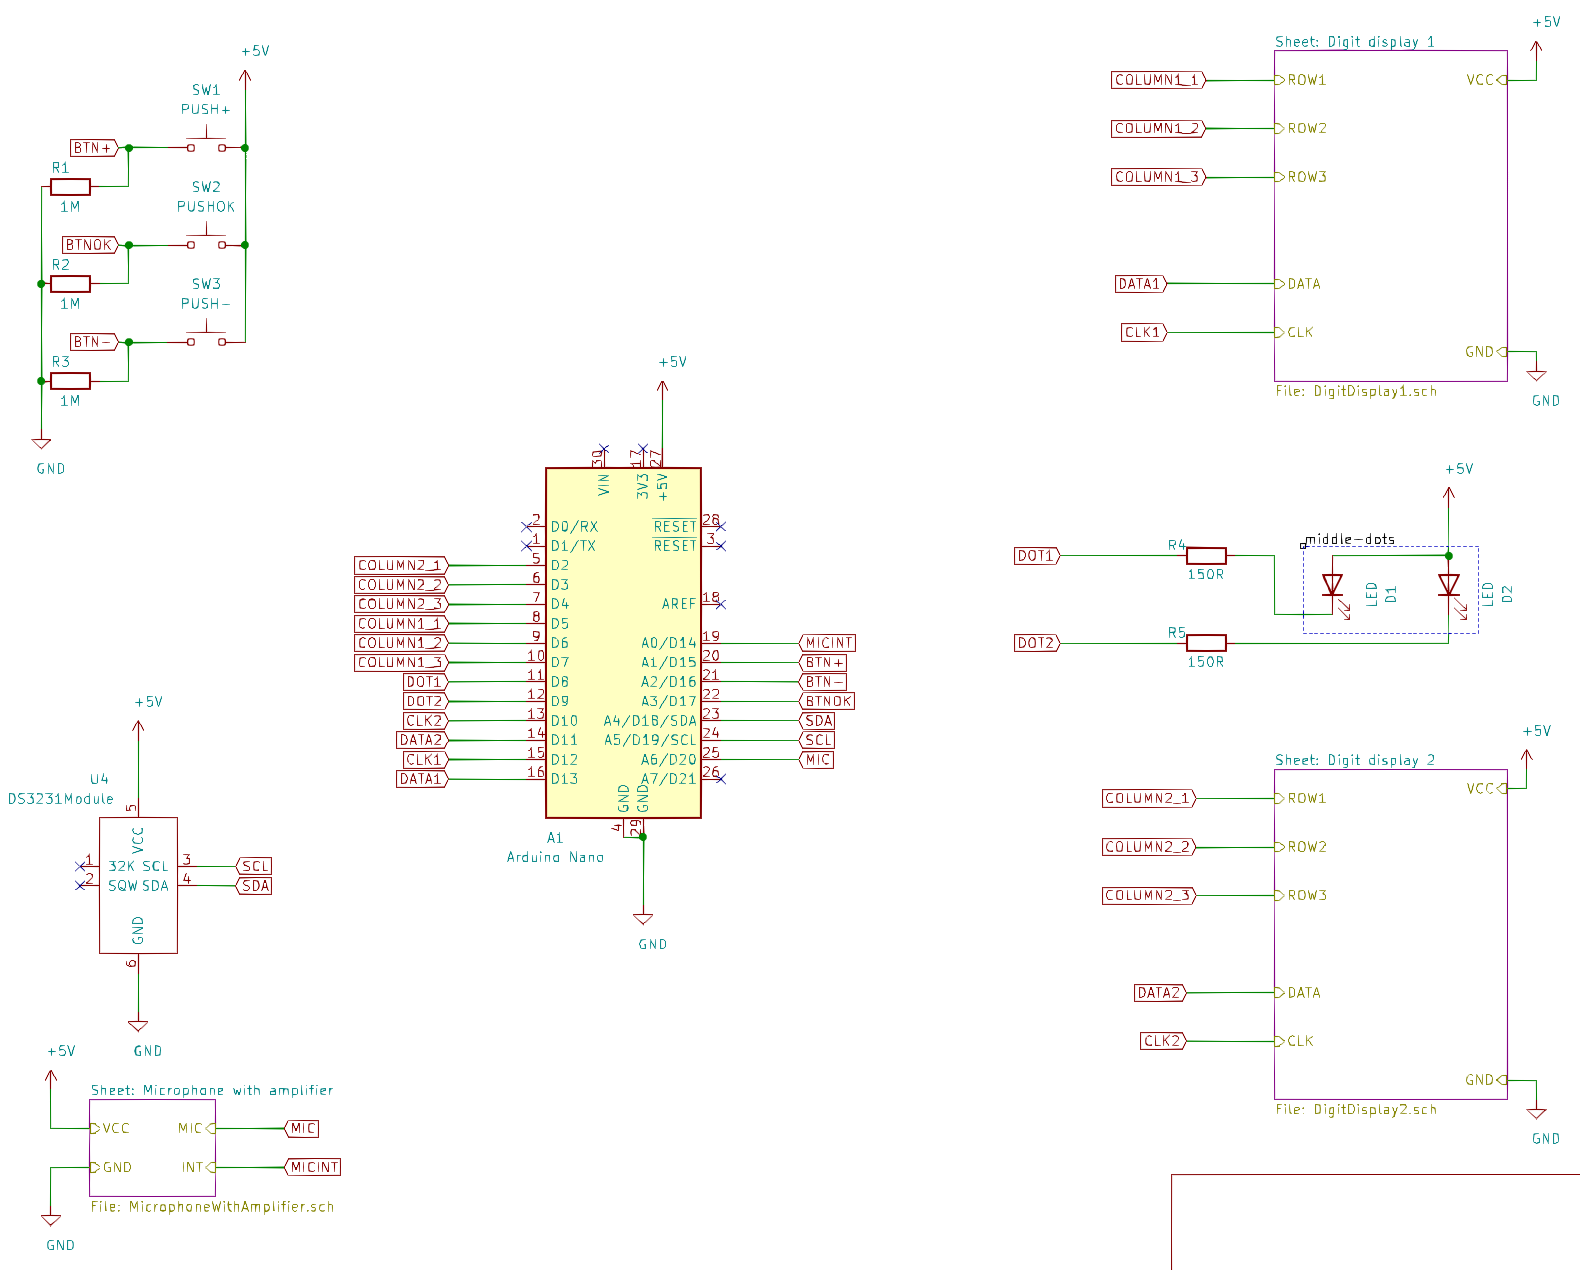 +5V
SW1
PUSH+
BTN+
R1
1M
SW2
PUSHOK
BTNOK
R2
1M
SW3
PUSH-
BTN-
R3
1M
GND
Sheet: Digit display 1
+5V
COLUMN1_1
ROW1
VCC
COLUMN1_2
ROW2
COLUMN1_3
ROW3
DATA1
DATA
CLK1
CLK
GND
File: DigitDisplay1.sch
GND
+5V
30
17
27
VIN
3V3
+5V
2
D0/RX
RESET
28
1
D1/TX
RESET
3
COLUMN2_1
5
D2
COLUMN2_2
6
D3
COLUMN2_3
7
D4
AREF
18
COLUMN1_1
8
D5
COLUMN1_2
9
D6
A0/D14
19
MICINT
COLUMN1_3
10
D7
A1/D15
20
BTN+
DOT1
11
D8
A2/D16
21
BTN-
DOT2
12
D9
A3/D17
22
BTNOK
CLK2
13
D10
A4/D18/SDA
23
SDA
DATA2
14
D11
A5/D19/SCL
24
SCL
CLK1
15
D12
A6/D20
25
MIC
DATA1
16
D13
A7/D21
26
GND
GND
4
29
A1
Arduino Nano
GND
+5V
middle-dots
DOT1
R4
150R
LED
D1
LED
D2
DOT2
R5
150R
+5V
U4
DS3231Module
5
VCC
1
32K
SCL
3
SCL
2
SQW
SDA
4
SDA
GND
6
GND
+5V
Sheet: Digit display 2
COLUMN2_1
ROW1
VCC
COLUMN2_2
ROW2
COLUMN2_3
ROW3
DATA2
DATA
CLK2
CLK
GND
File: DigitDisplay2.sch
GND
+5V
Sheet: Microphone with amplifier
VCC
MIC
MIC
GND
INT
MICINT
File: MicrophoneWithAmplifier.sch
GND